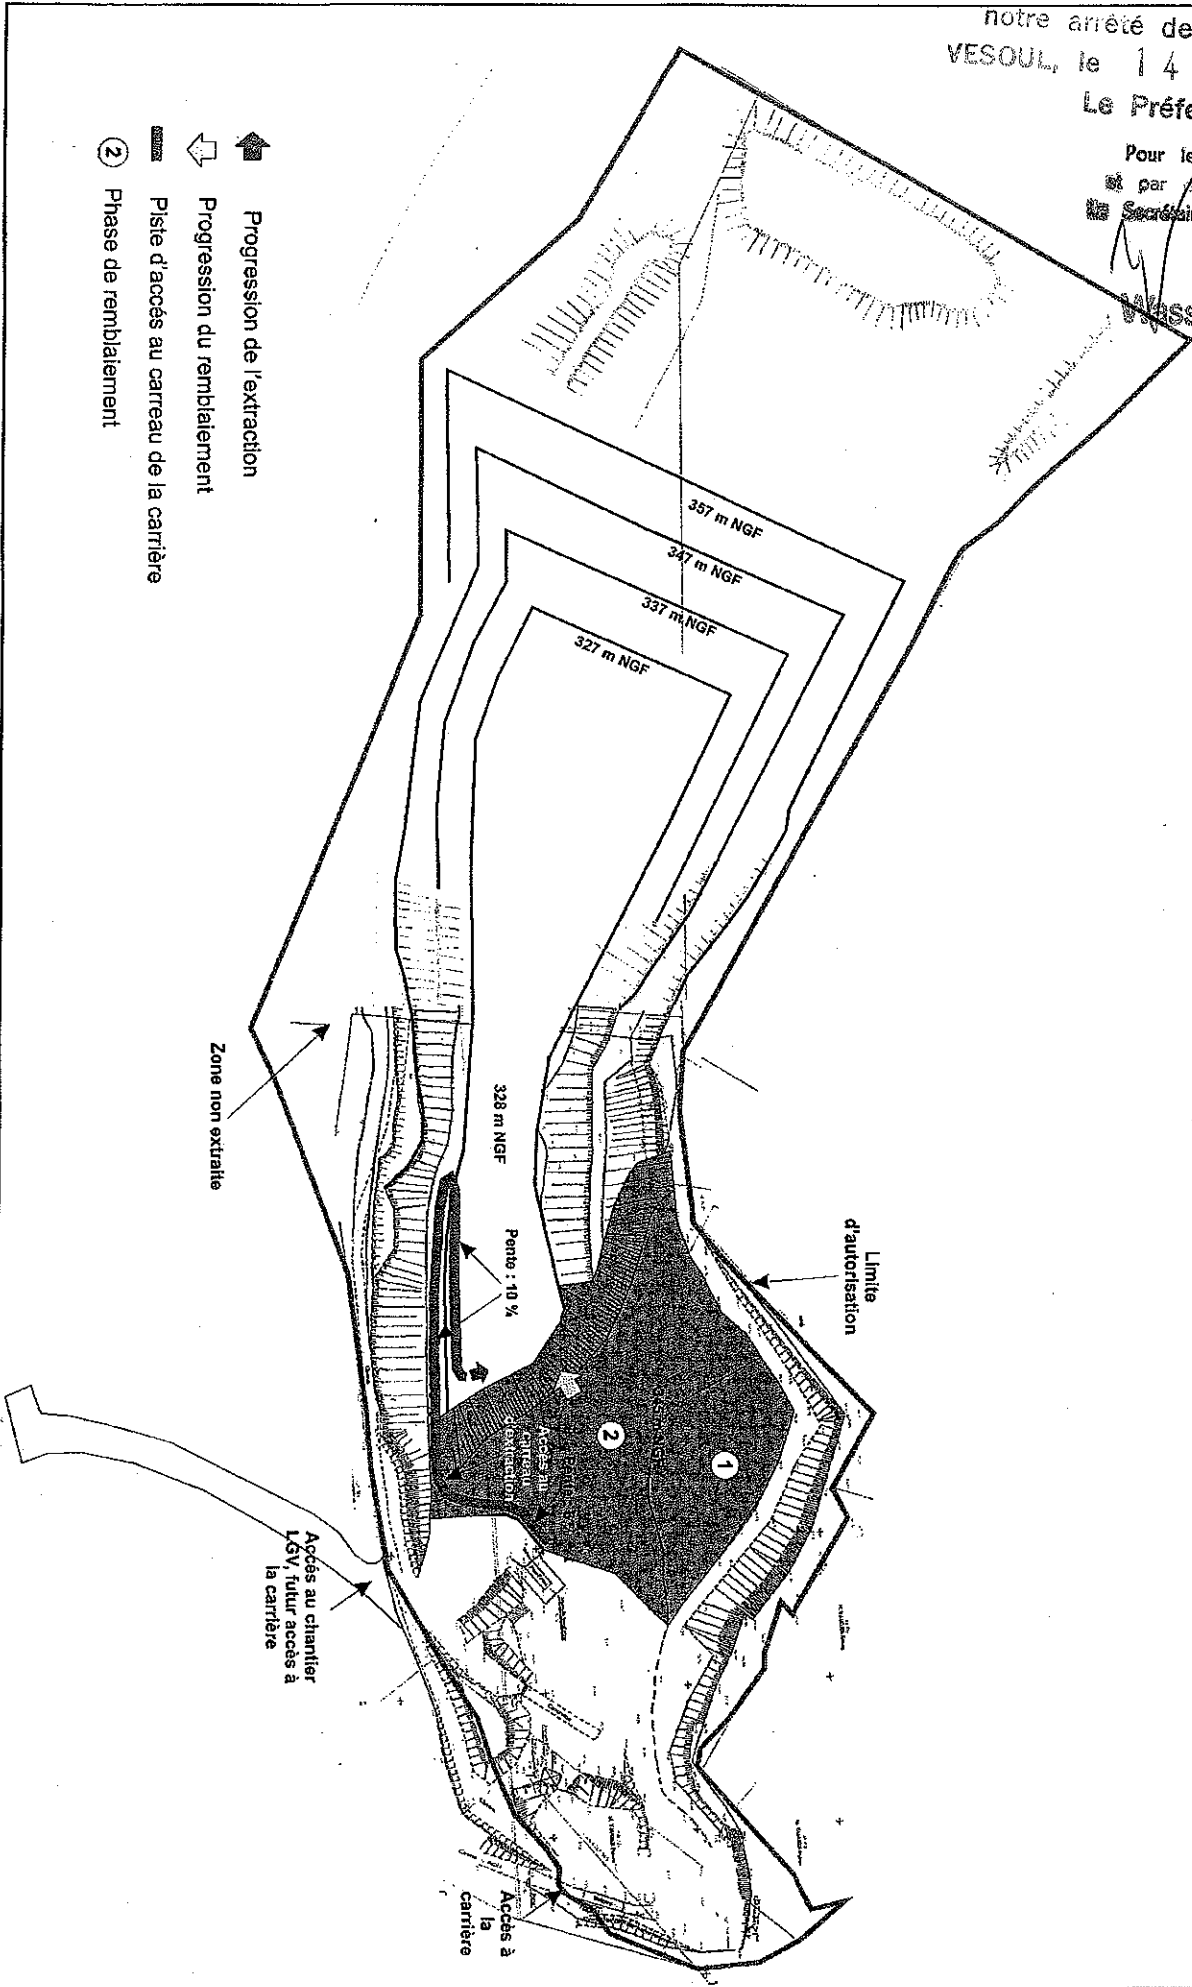 notre arrêté de
VESOUL, le 14
Le Préfe
Pour le
et par
Le Secrétair
Wass
Progression de l'extraction
Progression du remblaiement
Piste d'accès au carreau de la carrière
2 Phase de remblaiement
357 m NGF
347 m NGF
337 m NGF
327 m NGF
328 m NGF
Zone non extraite
Pente : 10 %
Limite
d'autorisation
1
2
Accès au
carreau
d'extraction
Accès au chantier
LGV, futur accès à
la carrière
Accès à
la
carrière